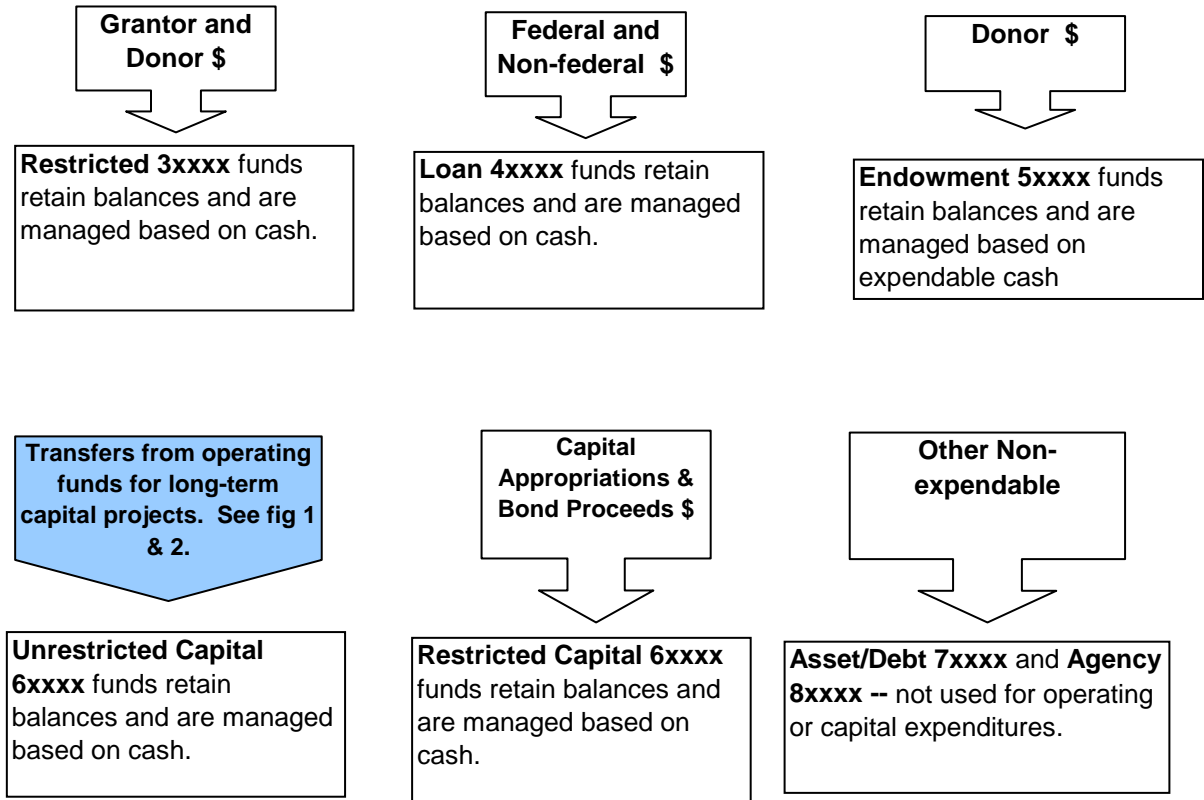 Grantor and
Donor $
Restricted 3xxxx funds
retain balances and are
managed based on cash.
Federal and
Non-federal $
Loan 4xxxx funds retain
balances and are managed
based on cash.
Donor $
Endowment 5xxxx funds
retain balances and are
managed based on
expendable cash
Transfers from operating
funds for long-term
capital projects. See fig 1
& 2.
Unrestricted Capital
6xxxx funds retain
balances and are managed
based on cash.
Capital
Appropriations &
Bond Proceeds $
Restricted Capital 6xxxx
funds retain balances and
are managed based on
cash.
Other Non-
expendable
Asset/Debt 7xxxx and Agency
8xxxx -- not used for operating
or capital expenditures.